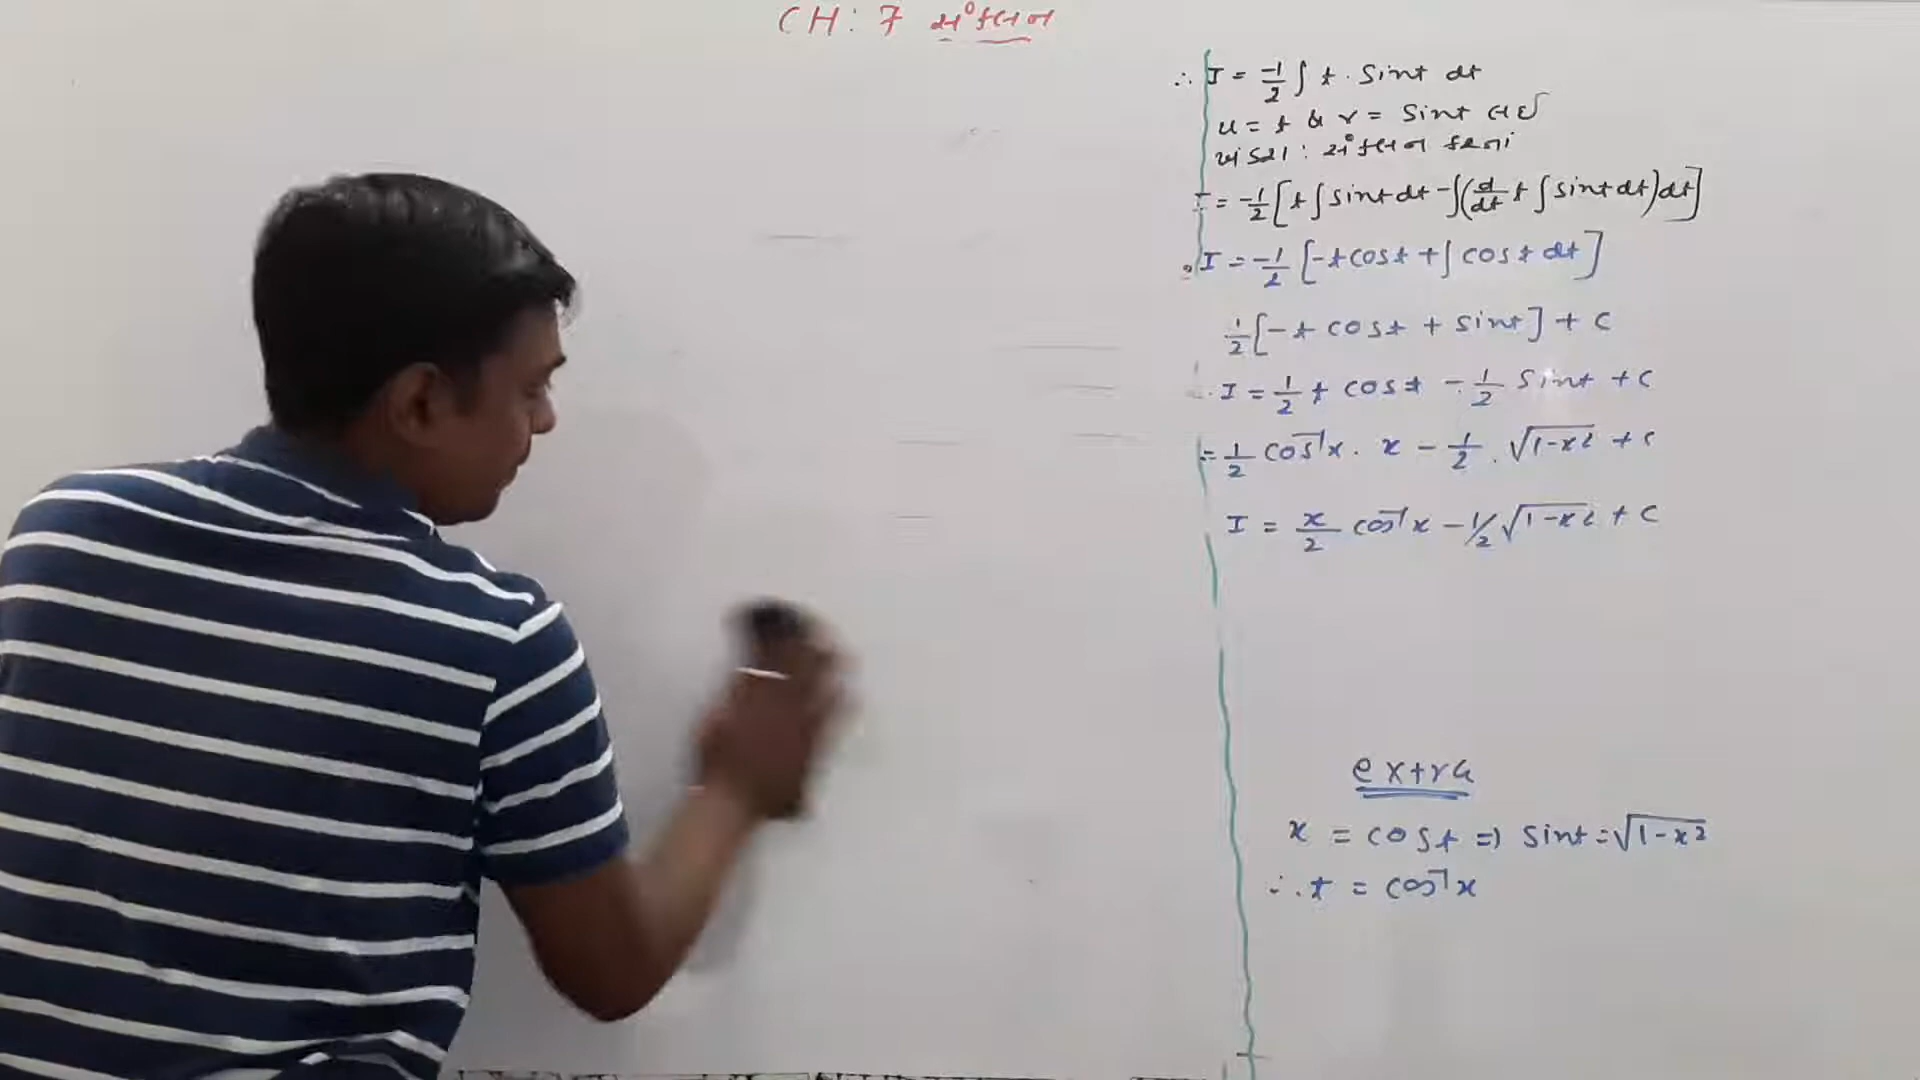 CH: 7 સંકલન
∴ I = -1/2 ∫ t · Sint dt
u = t & v = Sint લઈ
ખંડશ: સંકલન કરતાં
I = -1/2 [t ∫ sint dt - ∫(d/dt t ∫ sint dt) dt]
I = -1/2 [-t cost + ∫ cost dt]
1/2 [-t cost + sint] + c
I = 1/2 t cost - 1/2 Sint + c
= 1/2 cos⁻¹x . x - 1/2 . √1-x² + c
I = x/2 cos⁻¹x - 1/2 √1-x² + c
extra
x = cost ⇒ sint = √1-x²
∴ t = cos⁻¹x